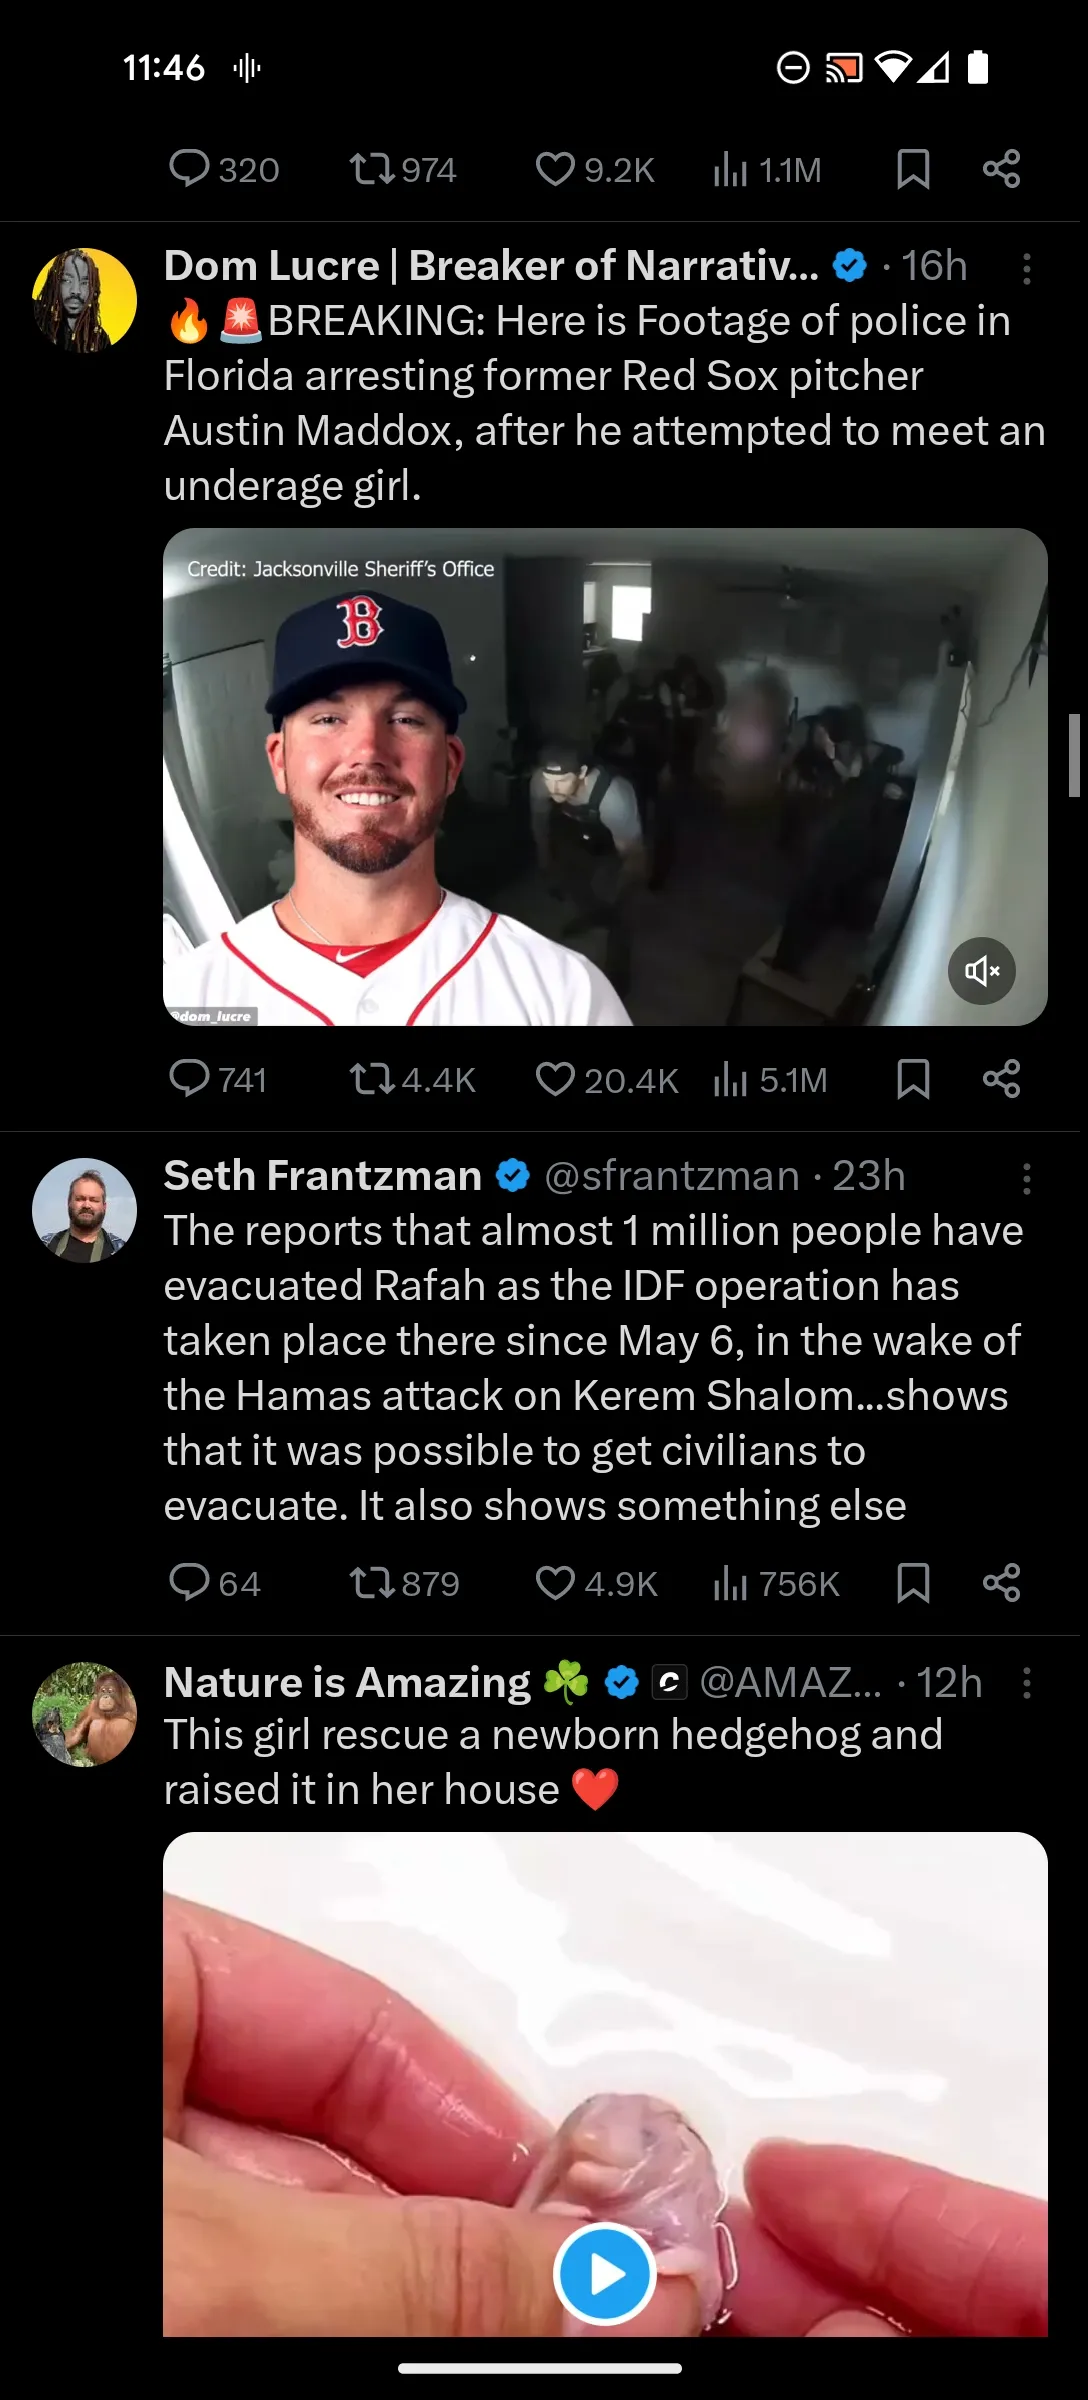 11:46
320 974 9.2K 1.1M
Dom Lucre | Breaker of Narrativ... · 16h
🔥🚨BREAKING: Here is Footage of police in
Florida arresting former Red Sox pitcher
Austin Maddox, after he attempted to meet an
underage girl.
Credit: Jacksonville Sheriff's Office
B
@dom_lucre
741 4.4K 20.4K 5.1M
Seth Frantzman @sfrantzman · 23h
The reports that almost 1 million people have
evacuated Rafah as the IDF operation has
taken place there since May 6, in the wake of
the Hamas attack on Kerem Shalom...shows
that it was possible to get civilians to
evacuate. It also shows something else
64 879 4.9K 756K
Nature is Amazing ☘️ @AMAZ... · 12h
This girl rescue a newborn hedgehog and
raised it in her house ❤️